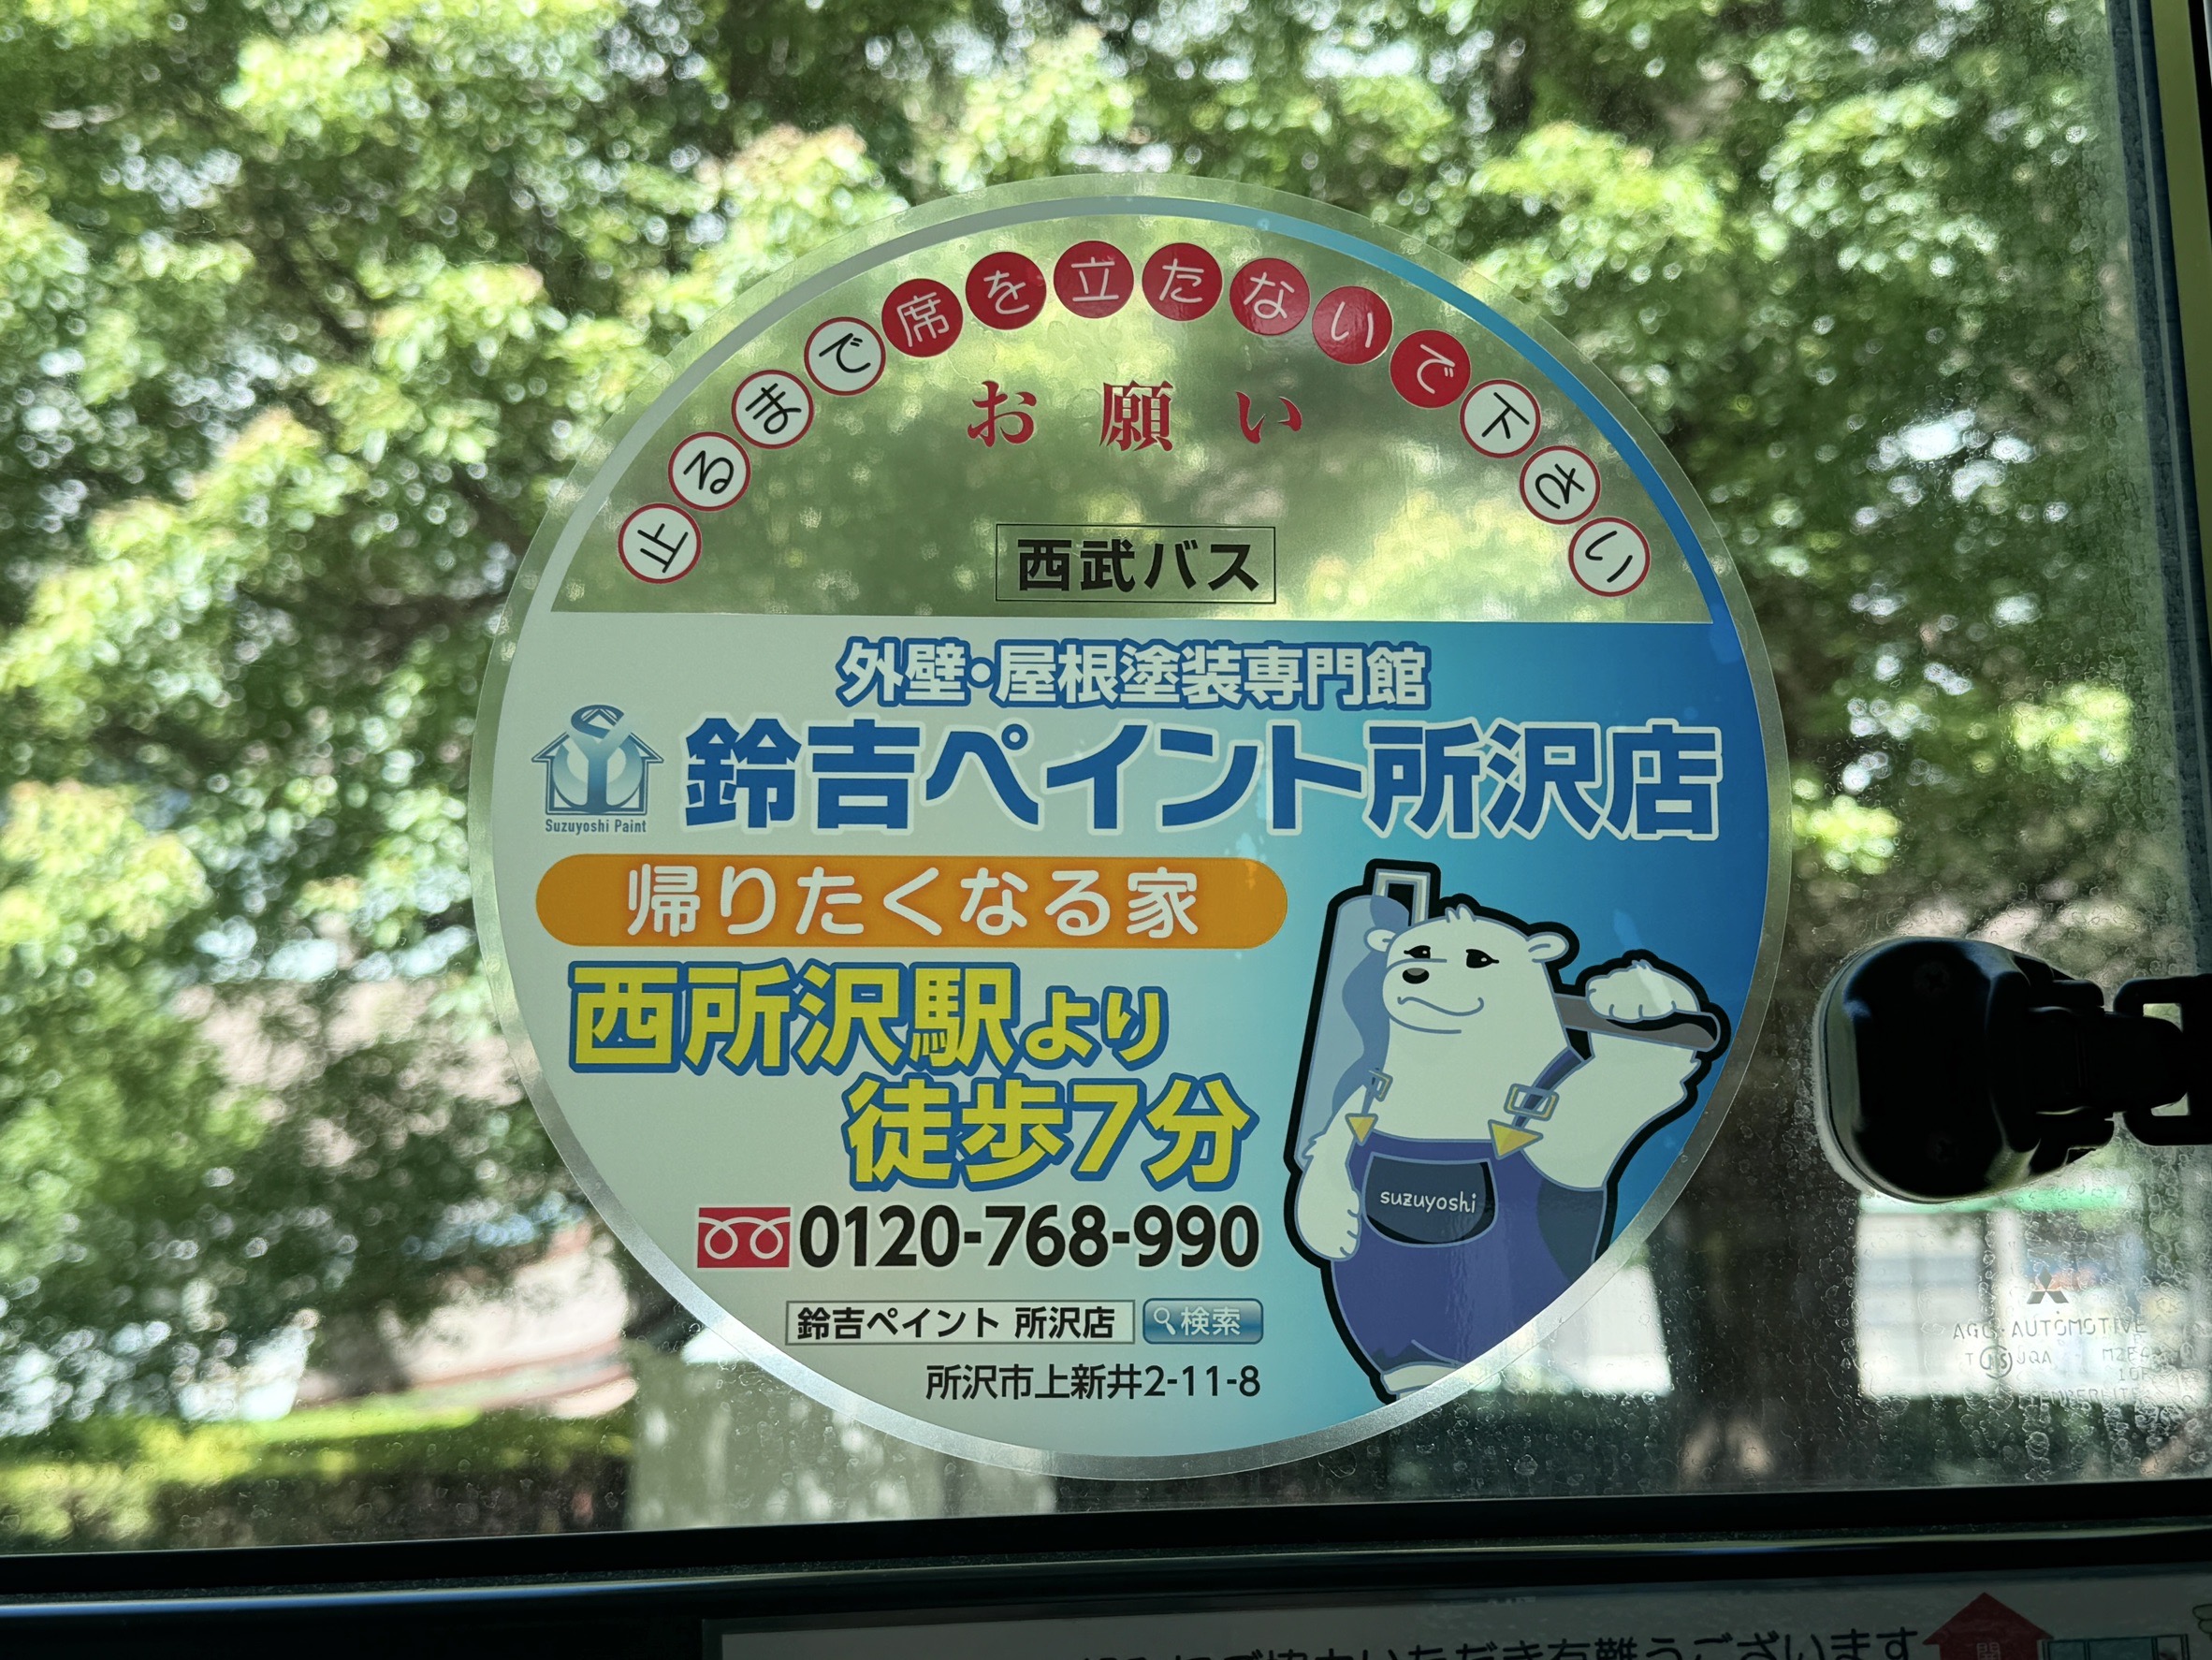 止るまで席を立たないで下さい
お願い
西武バス
外壁・屋根塗装専門館
鈴吉ペイント所沢店
Suzuyoshi Paint
帰りたくなる家
西所沢駅より
徒歩7分
suzuyoshi
0120-768-990
鈴吉ペイント 所沢店 検索
所沢市上新井2-11-8
AGC AUTOMOTIVE